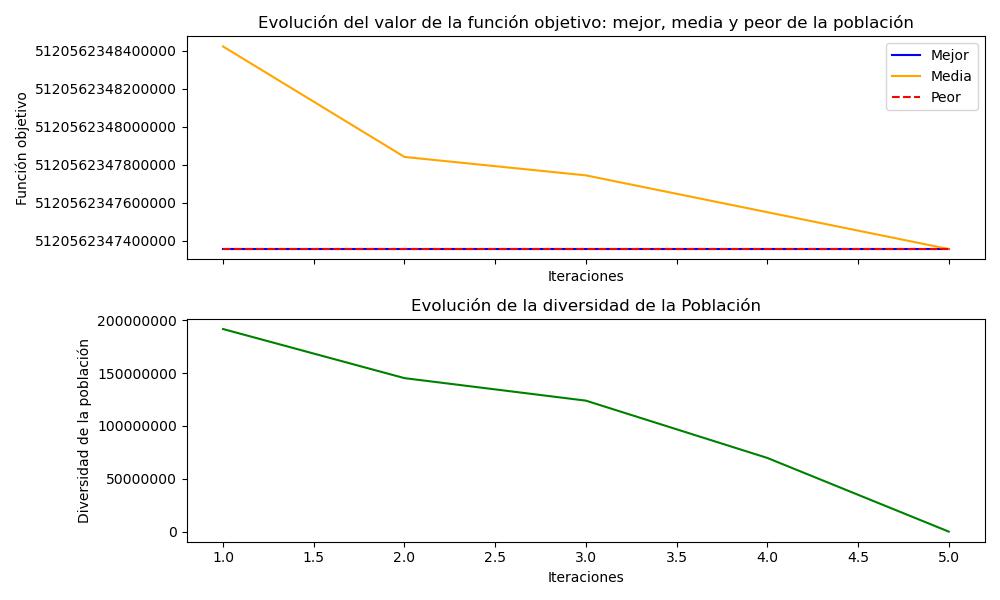 Evolución del valor de la función objetivo: mejor, media y peor de la población
5120562348400000
5120562348200000
5120562348000000
5120562347800000
5120562347600000
5120562347400000
Función objetivo
Mejor
Media
Peor
Iteraciones
Evolución de la diversidad de la Población
200000000
150000000
100000000
50000000
0
Diversidad de la población
1.0 1.5 2.0 2.5 3.0 3.5 4.0 4.5 5.0
Iteraciones